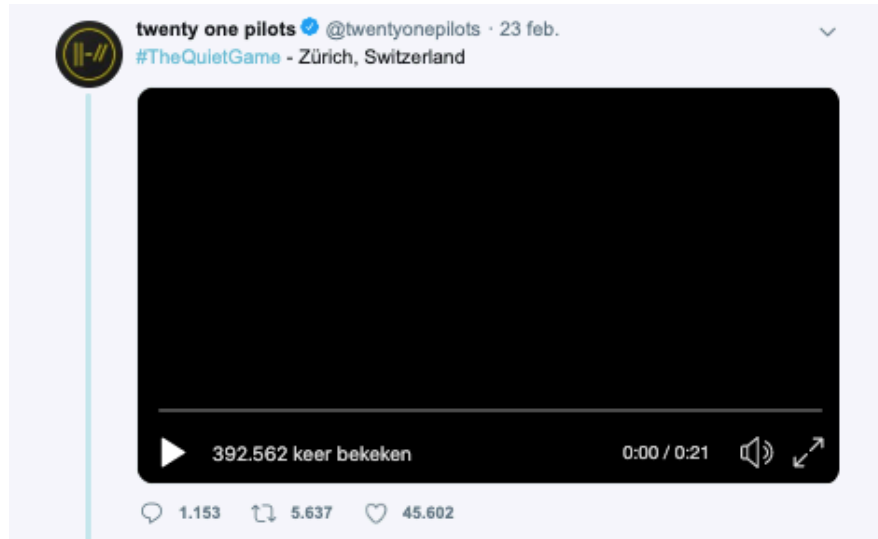 twenty one pilots @twentyonepilots · 23 feb.
#TheQuietGame - Zürich, Switzerland
392.562 keer bekeken 0:00 / 0:21
1.153 5.637 45.602